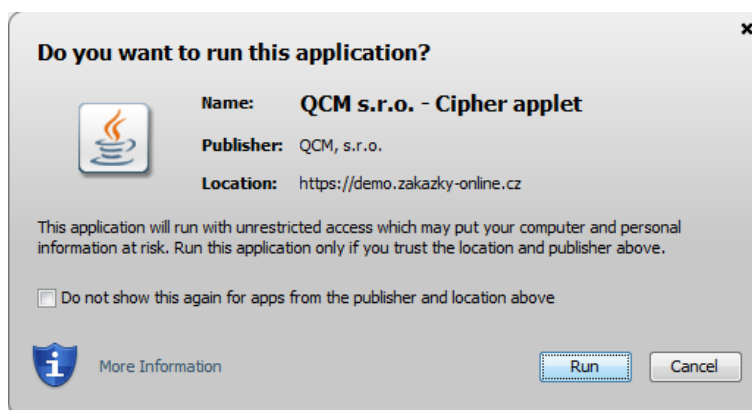 Do you want to run this application?
Name: QCM s.r.o. - Cipher applet
Publisher: QCM, s.r.o.
Location: https://demo.zakazky-online.cz
This application will run with unrestricted access which may put your computer and personal
information at risk. Run this application only if you trust the location and publisher above.
Do not show this again for apps from the publisher and location above
More Information Run Cancel